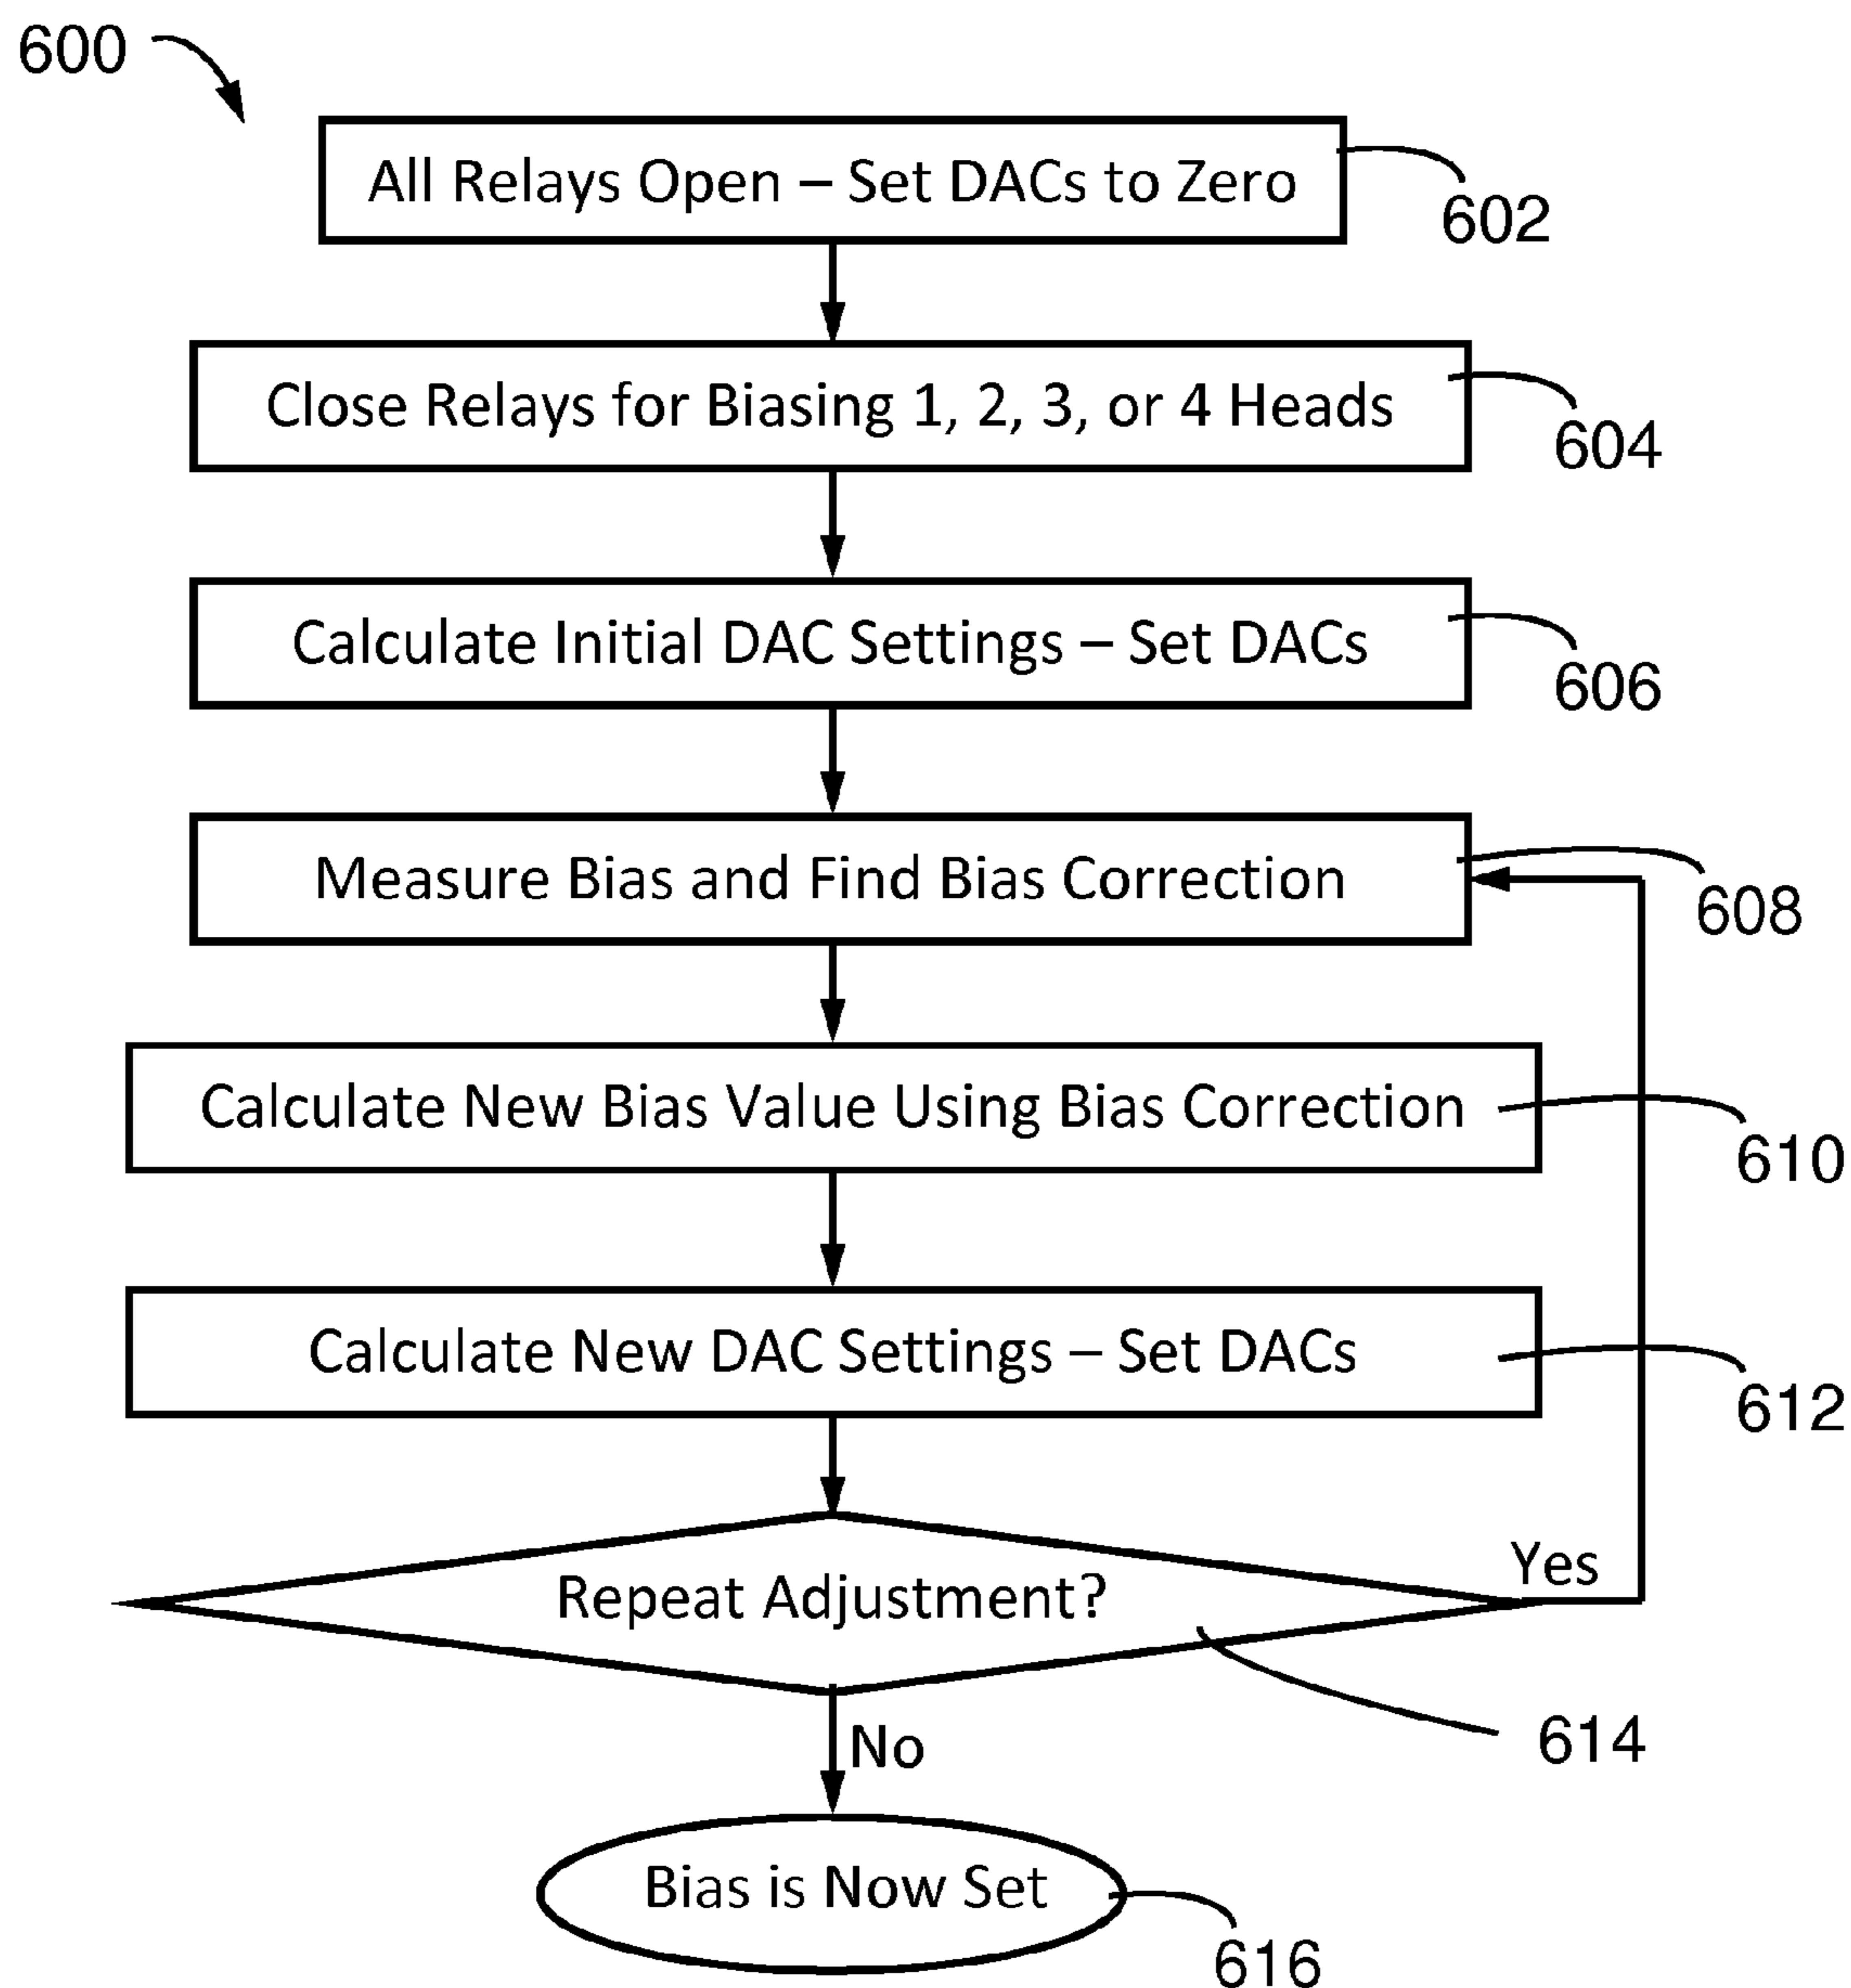 600
All Relays Open – Set DACs to Zero
602
Close Relays for Biasing 1, 2, 3, or 4 Heads
604
Calculate Initial DAC Settings – Set DACs
606
Measure Bias and Find Bias Correction
608
Calculate New Bias Value Using Bias Correction
610
Calculate New DAC Settings – Set DACs
612
Yes
Repeat Adjustment?
614
No
Bias is Now Set
616